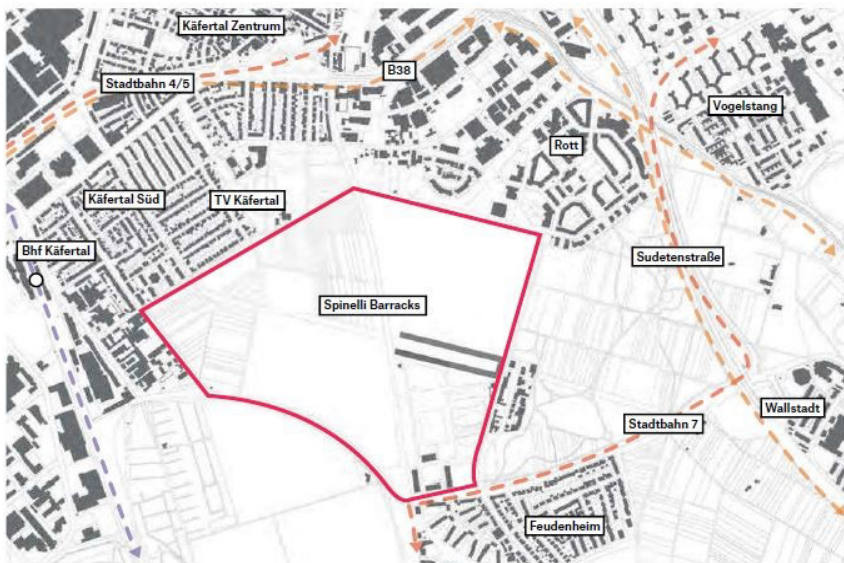 Käfertal Zentrum
Stadtbahn 4/5
B38
Vogelstang
Rott
Käfertal Süd
TV Käfertal
Bhf Käfertal
Sudetenstraße
Spinelli Barracks
Wallstadt
Stadtbahn 7
Feudenheim